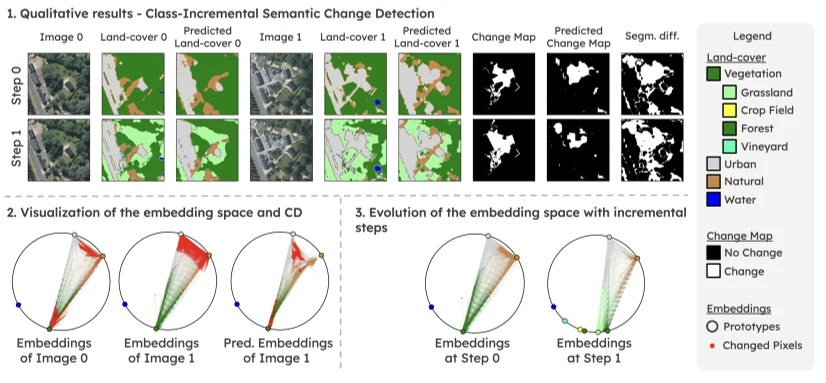 1. Qualitative results - Class-Incremental Semantic Change Detection
Image 0
Land-cover 0
Predicted
Land-cover 0
Image 1
Land-cover 1
Predicted
Land-cover 1
Change Map
Predicted
Change Map
Segm. diff.
Step 0
Step 1
Legend
Land-cover
Vegetation
Grassland
Crop Field
Forest
Vineyard
Urban
Natural
Water
Change Map
No Change
Change
Embeddings
Prototypes
Changed Pixels
2. Visualization of the embedding space and CD
Embeddings
of Image 0
Embeddings
of Image 1
Pred. Embeddings
of Image 1
3. Evolution of the embedding space with incremental
steps
Embeddings
at Step 0
Embeddings
at Step 1